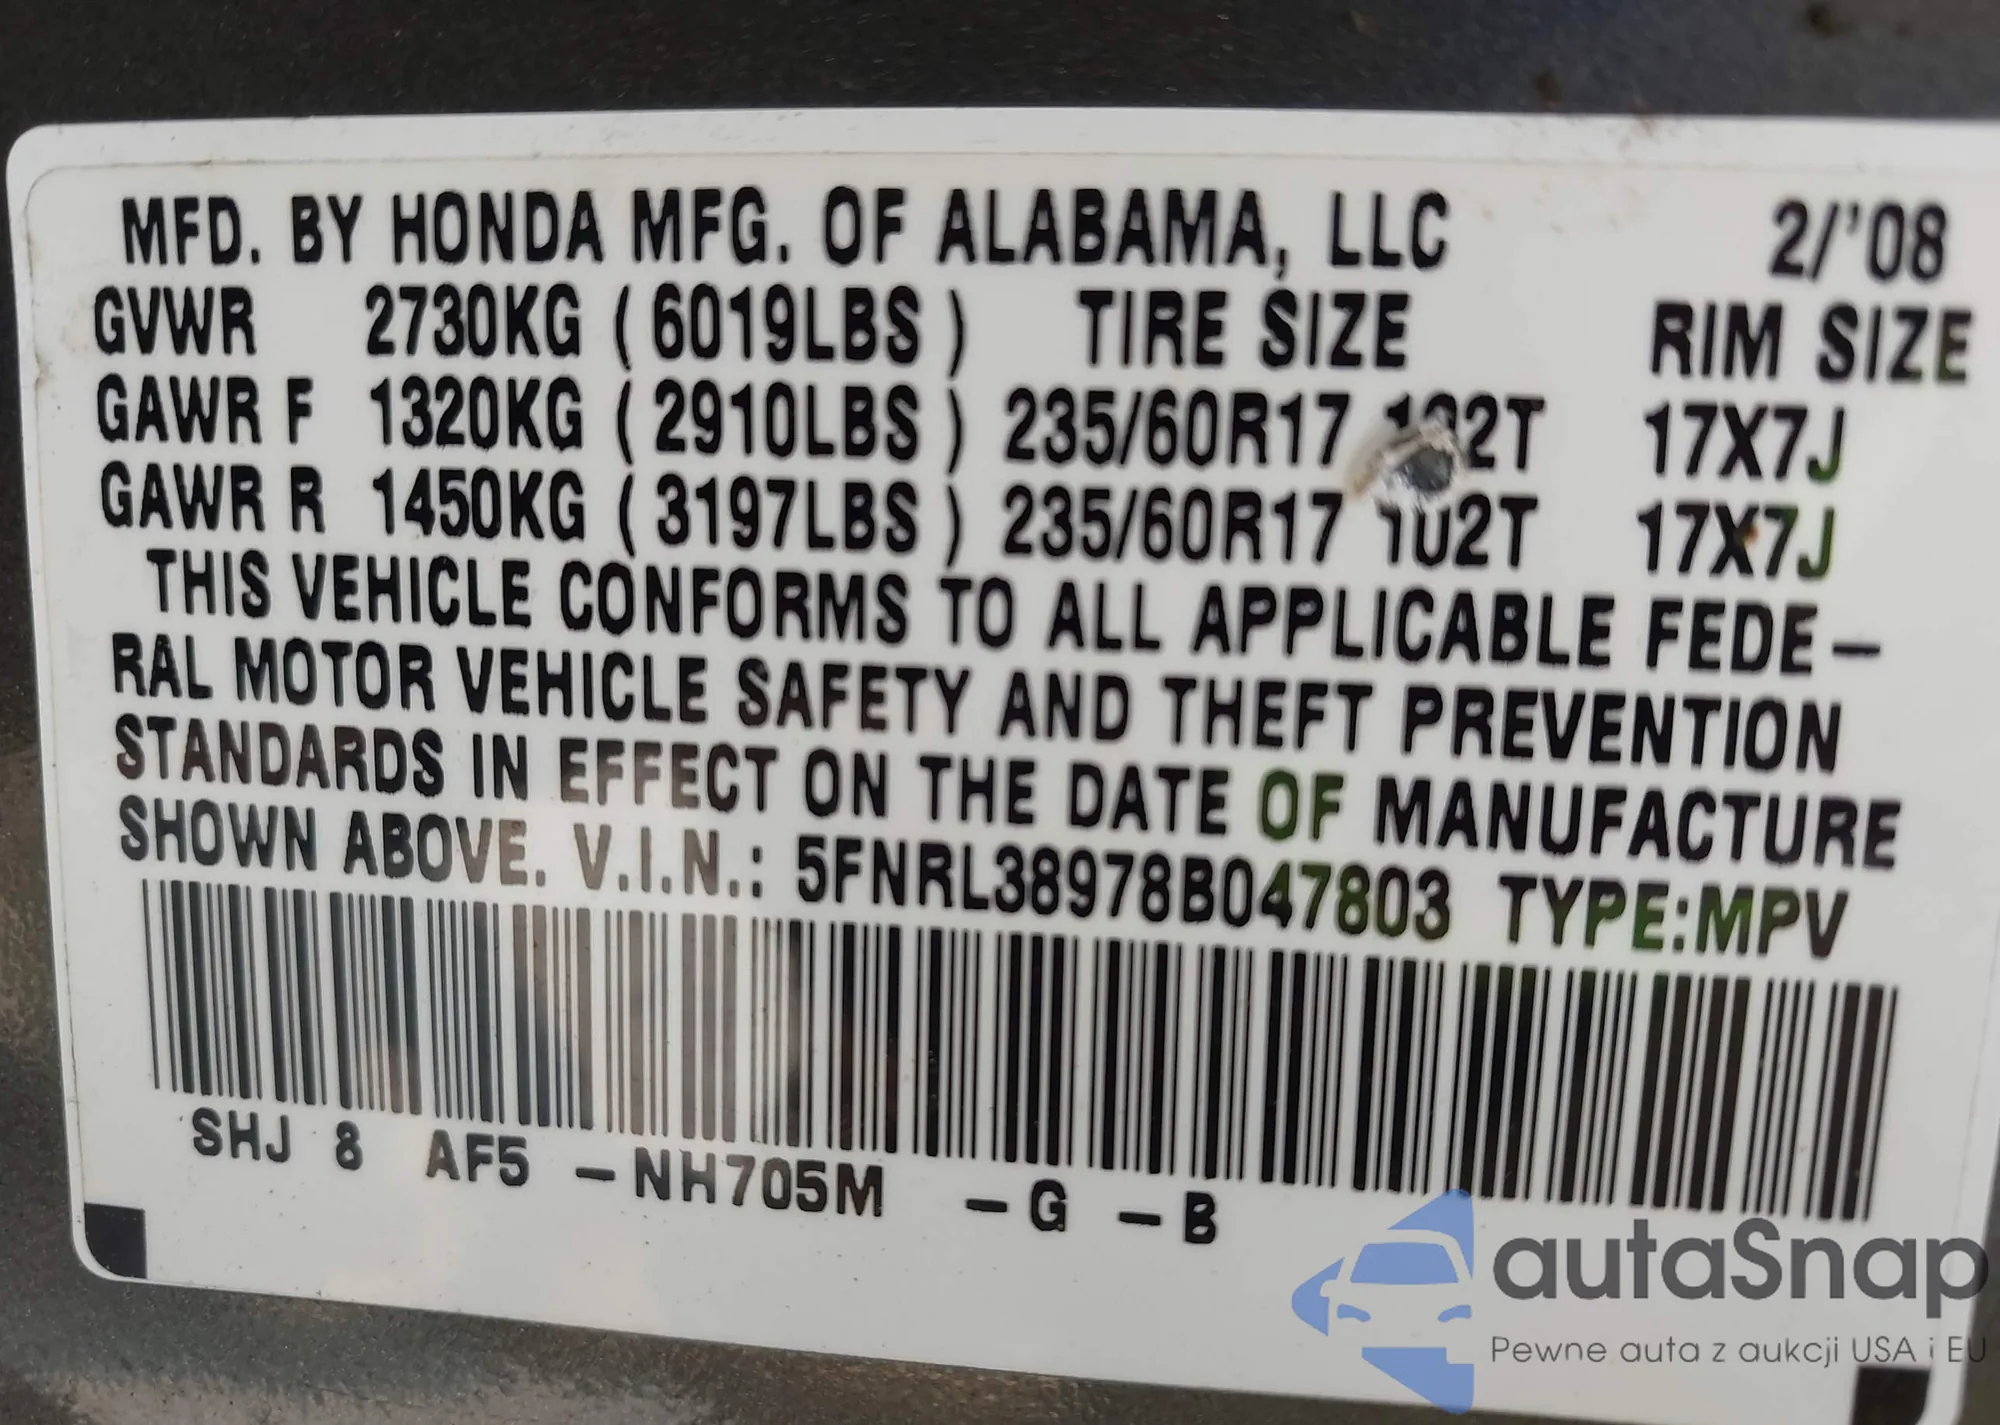 MFD. BY HONDA MFG. OF ALABAMA, LLC 2/'08
GVWR 2730KG ( 6019LBS ) TIRE SIZE RIM SIZE
GAWR F 1320KG ( 2910LBS ) 235/60R17 102T 17X7J
GAWR R 1450KG ( 3197LBS ) 235/60R17 102T 17X7J
THIS VEHICLE CONFORMS TO ALL APPLICABLE FEDE-
RAL MOTOR VEHICLE SAFETY AND THEFT PREVENTION
STANDARDS IN EFFECT ON THE DATE OF MANUFACTURE
SHOWN ABOVE. V.I.N.: 5FNRL38978B047803 TYPE:MPV
SHJ 8 AF5 -NH705M -G -B
autaSnap
Pewne auta z aukcji USA i EU